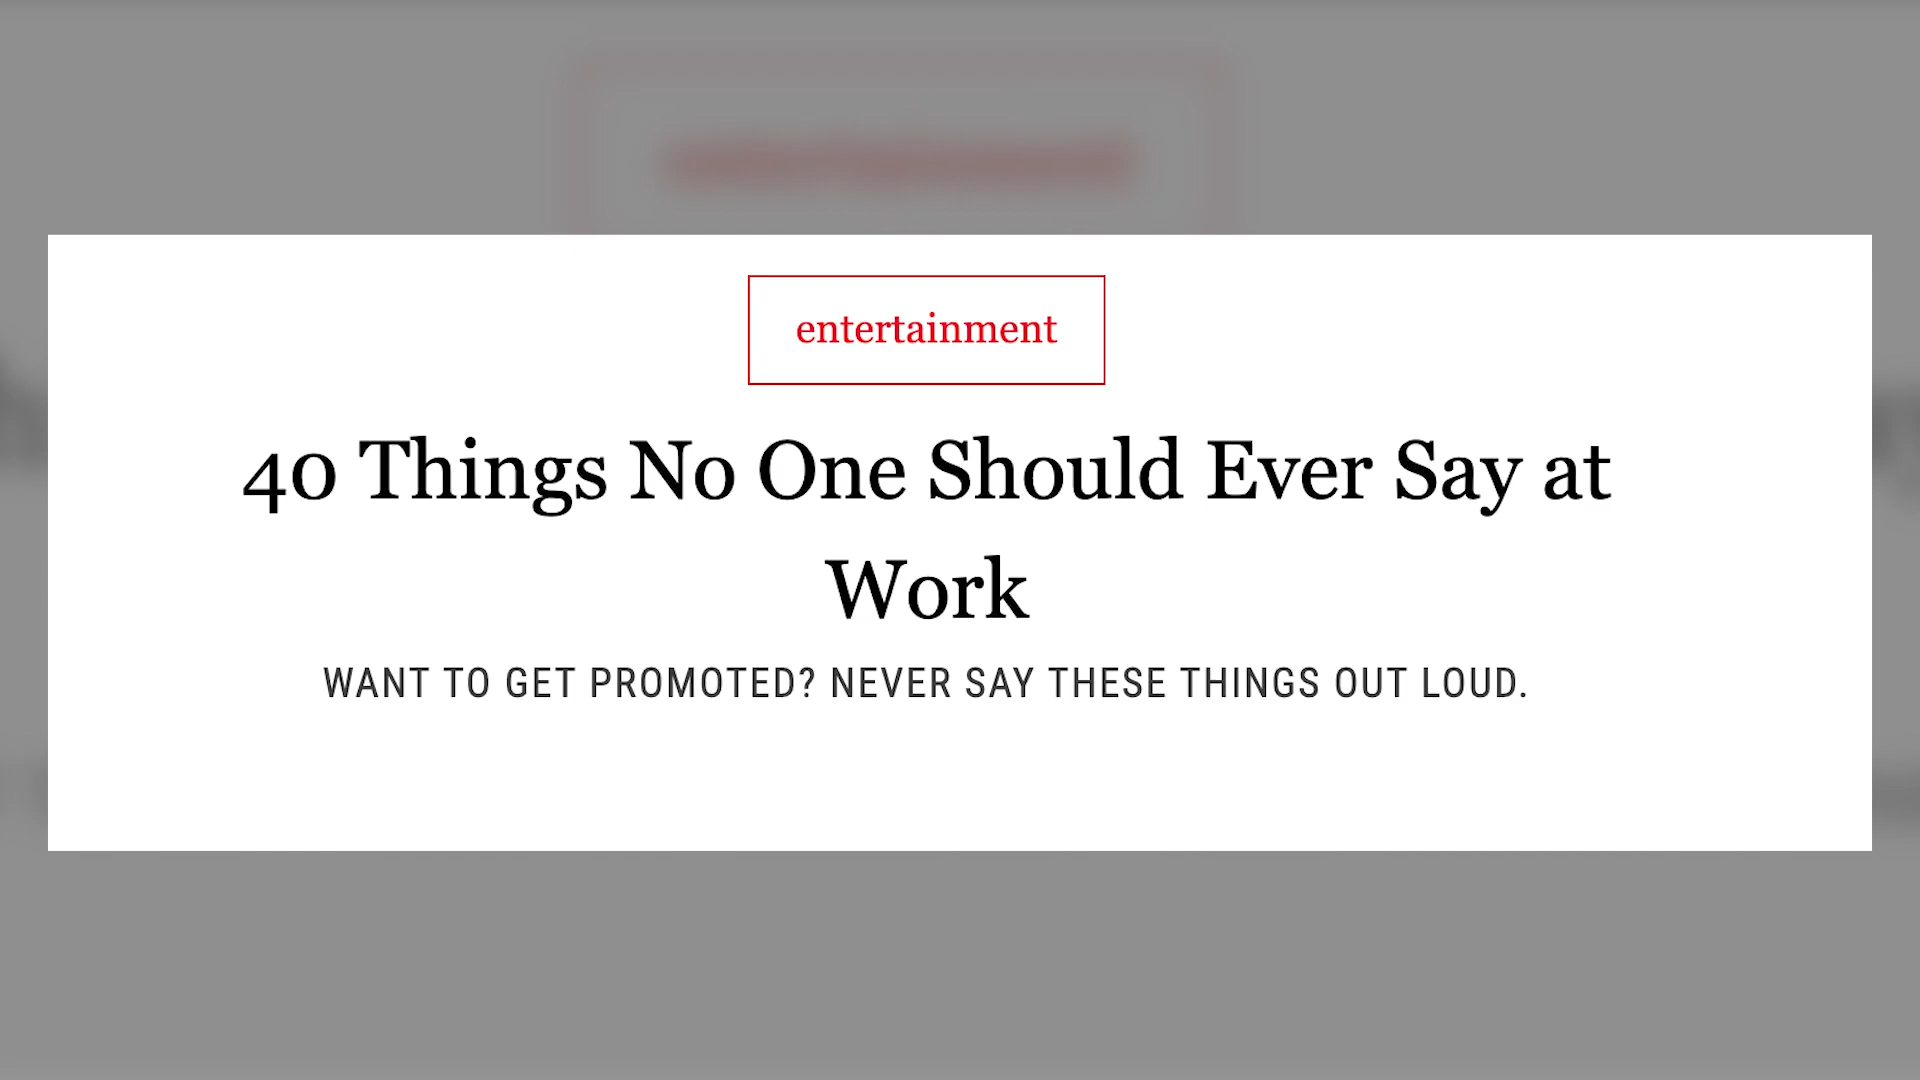 entertainment
40 Things No One Should Ever Say at
Work
WANT TO GET PROMOTED? NEVER SAY THESE THINGS OUT LOUD.